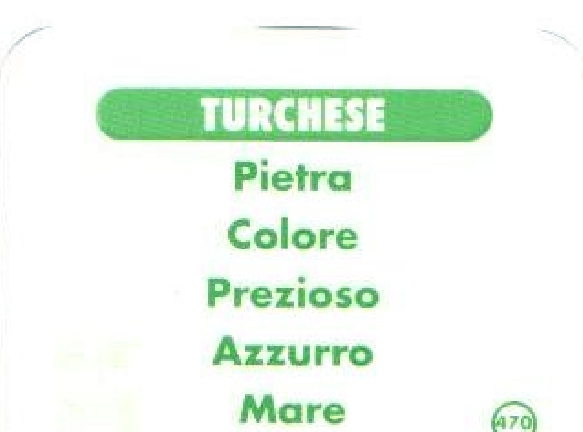 TURCHESE
Pietra
Colore
Prezioso
Azzurro
Mare
470